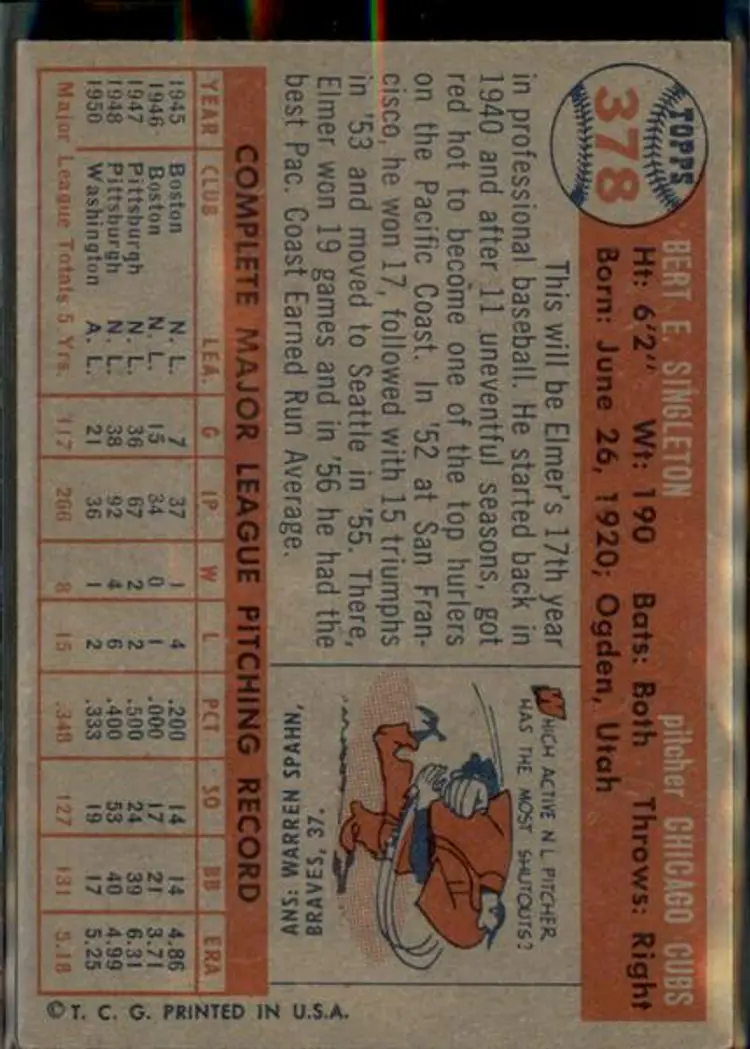 TOPPS
378
BERT E. SINGLETON pitcher CHICAGO CUBS
Ht: 6'2" Wt: 190 Bats: Both Throws: Right
Born: June 26, 1920; Ogden, Utah
This will be Elmer's 17th year
in professional baseball. He started back in
1940 and after 11 uneventful seasons, got
red hot to become one of the top hurlers
on the Pacific Coast. In '52 at San Fran-
cisco, he won 17, followed with 15 triumphs
in '53 and moved to Seattle in '55. There,
Elmer won 19 games and in '56 he had the
best Pac. Coast Earned Run Average.
WHICH ACTIVE N L PITCHER
HAS THE MOST SHUTOUTS?
ANS: WARREN SPAHN,
BRAVES, 37.
COMPLETE MAJOR LEAGUE PITCHING RECORD
YEAR CLUB LEA. G IP W L PCT SO BB ERA
1945 Boston N. L. 7 37 1 4 .200 14 14 4.86
1946 Boston N. L. 15 34 0 1 .000 17 21 3.71
1947 Pittsburgh N. L. 36 67 2 2 .500 24 39 6.31
1948 Pittsburgh N. L. 38 92 4 6 .400 53 40 4.99
1950 Washington A. L. 21 36 1 2 .333 19 17 5.25
Major League Totals 5 Yrs. 117 266 8 15 .348 127 131 5.18
© T. C. G. PRINTED IN U.S.A.